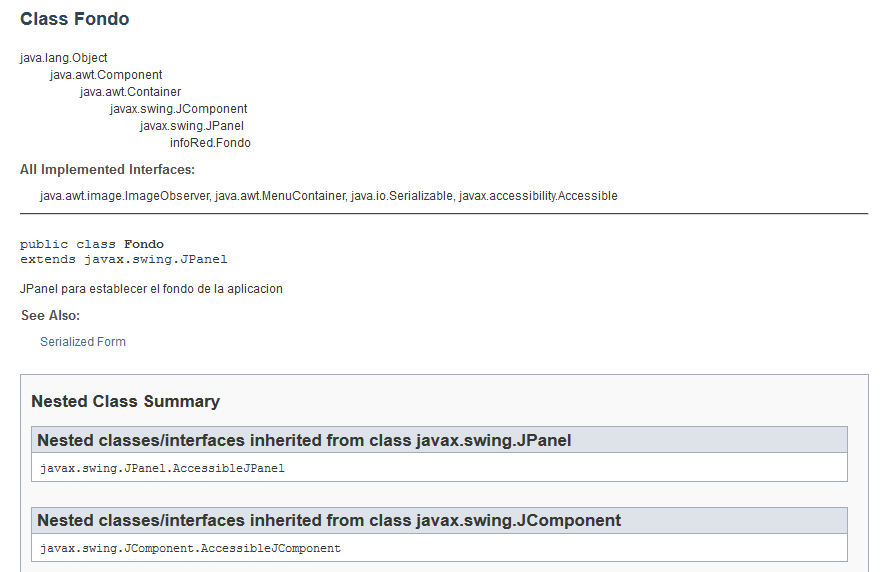 Class Fondo
java.lang.Object
java.awt.Component
java.awt.Container
javax.swing.JComponent
javax.swing.JPanel
infoRed.Fondo
All Implemented Interfaces:
java.awt.image.ImageObserver, java.awt.MenuContainer, java.io.Serializable, javax.accessibility.Accessible
public class Fondo
extends javax.swing.JPanel
JPanel para establecer el fondo de la aplicacion
See Also:
Serialized Form
Nested Class Summary
Nested classes/interfaces inherited from class javax.swing.JPanel
javax.swing.JPanel.AccessibleJPanel
Nested classes/interfaces inherited from class javax.swing.JComponent
javax.swing.JComponent.AccessibleJComponent